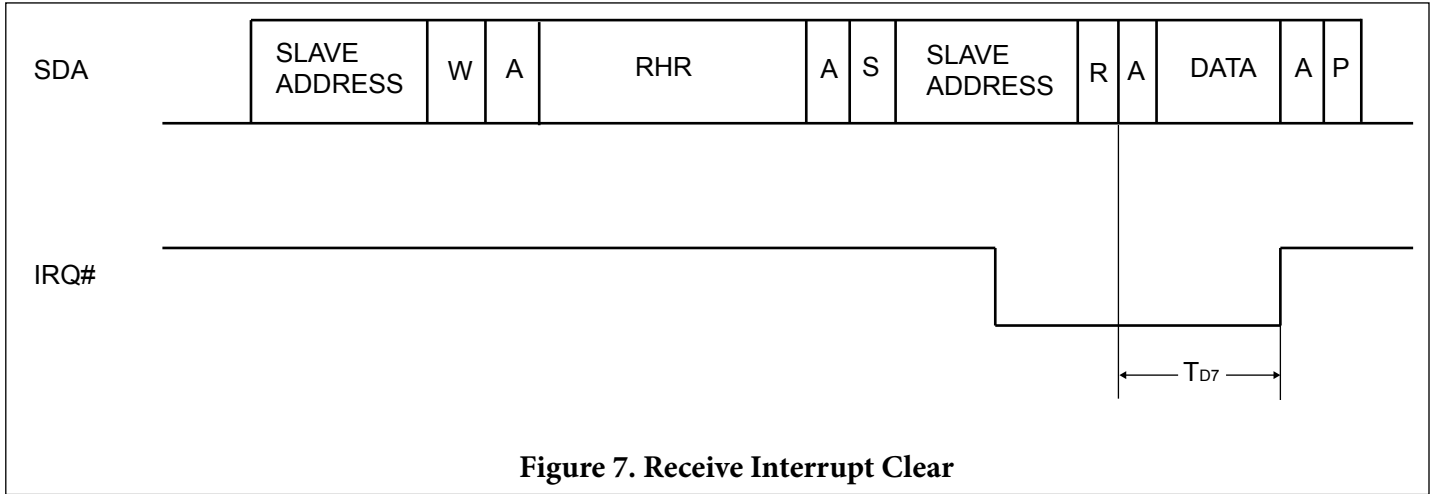 SDA
SLAVE
ADDRESS
W
A
RHR
A
S
SLAVE
ADDRESS
R
A
DATA
A
P
IRQ#
TD7
Figure 7. Receive Interrupt Clear